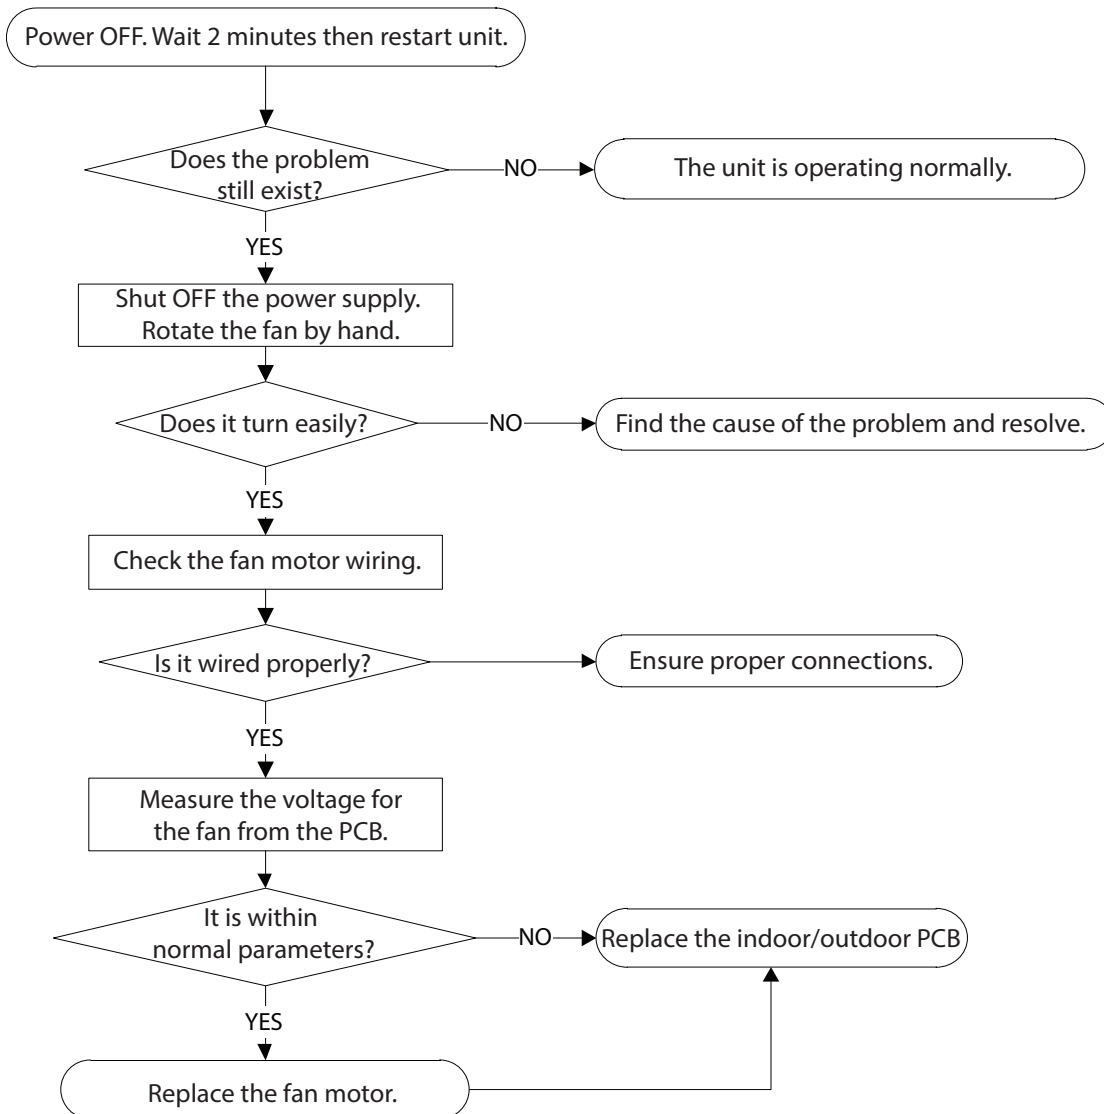 Power OFF. Wait 2 minutes then restart unit.
Does the problem
still exist?
NO
The unit is operating normally.
YES
Shut OFF the power supply.
Rotate the fan by hand.
Does it turn easily?
NO
Find the cause of the problem and resolve.
YES
Check the fan motor wiring.
Is it wired properly?
Ensure proper connections.
YES
Measure the voltage for
the fan from the PCB.
It is within
normal parameters?
NO
Replace the indoor/outdoor PCB
YES
Replace the fan motor.